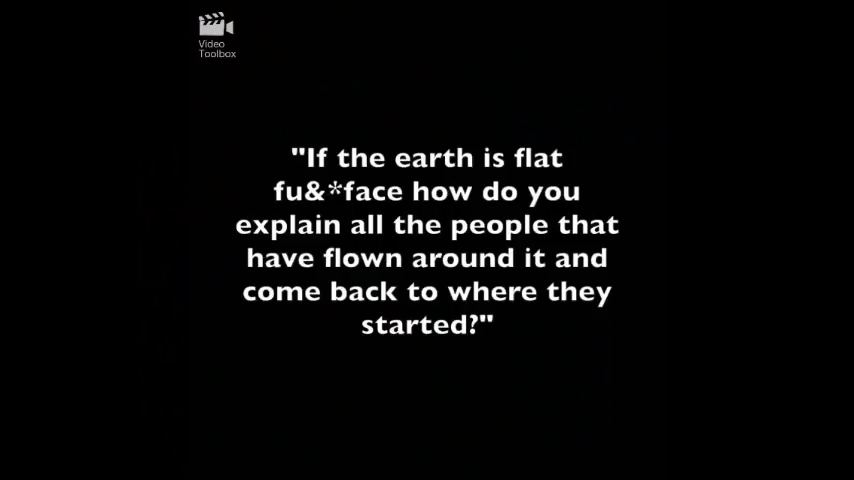 Video
Toolbox
"If the earth is flat
fu&*face how do you
explain all the people that
have flown around it and
come back to where they
started?"